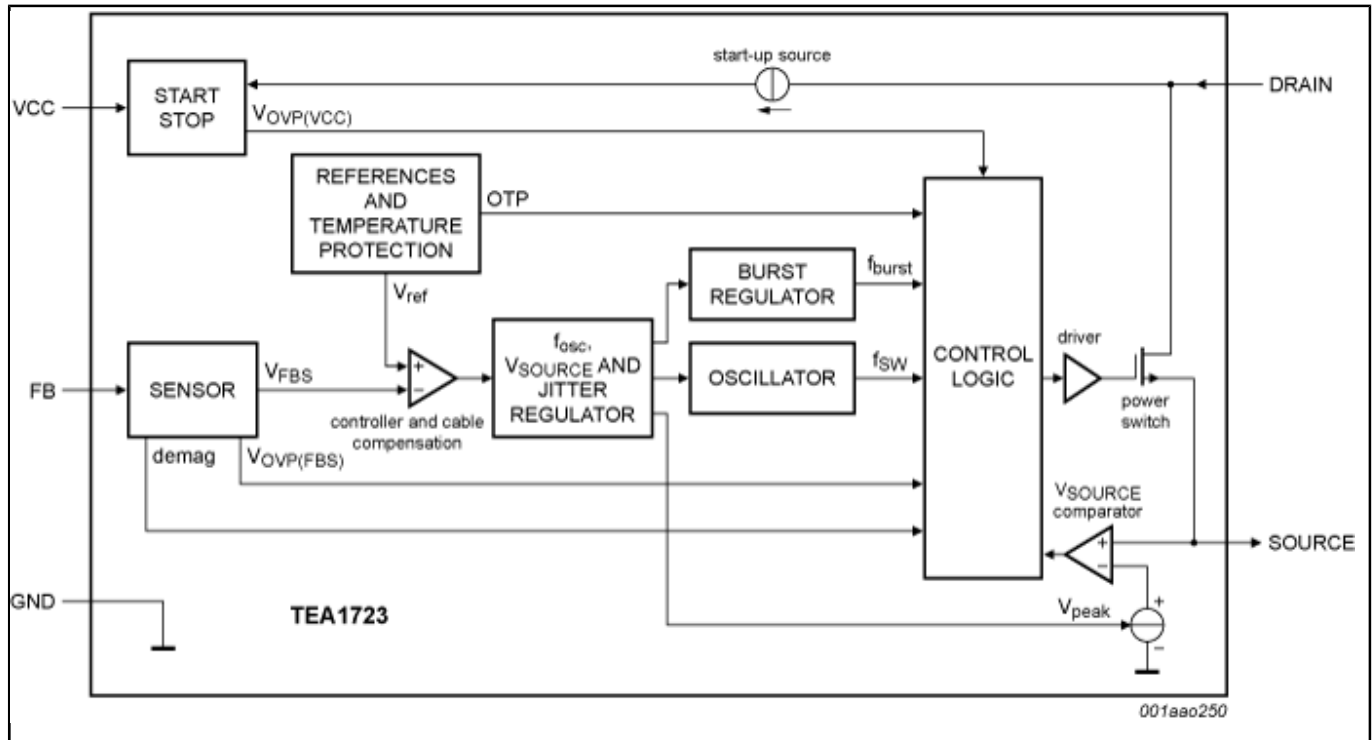 start-up source
DRAIN
VCC
START
STOP
VOVP(VCC)
REFERENCES
AND
TEMPERATURE
PROTECTION
OTP
BURST
REGULATOR
fburst
Vref
fosc,
VSOURCE AND
JITTER
REGULATOR
CONTROL
LOGIC
driver
FB
SENSOR
VFBS
+
−
OSCILLATOR
fSW
power
switch
controller and cable
compensation
demag
VOVP(FBS)
VSOURCE
comparator
+
−
SOURCE
GND
TEA1723
Vpeak
+
−
001aao250